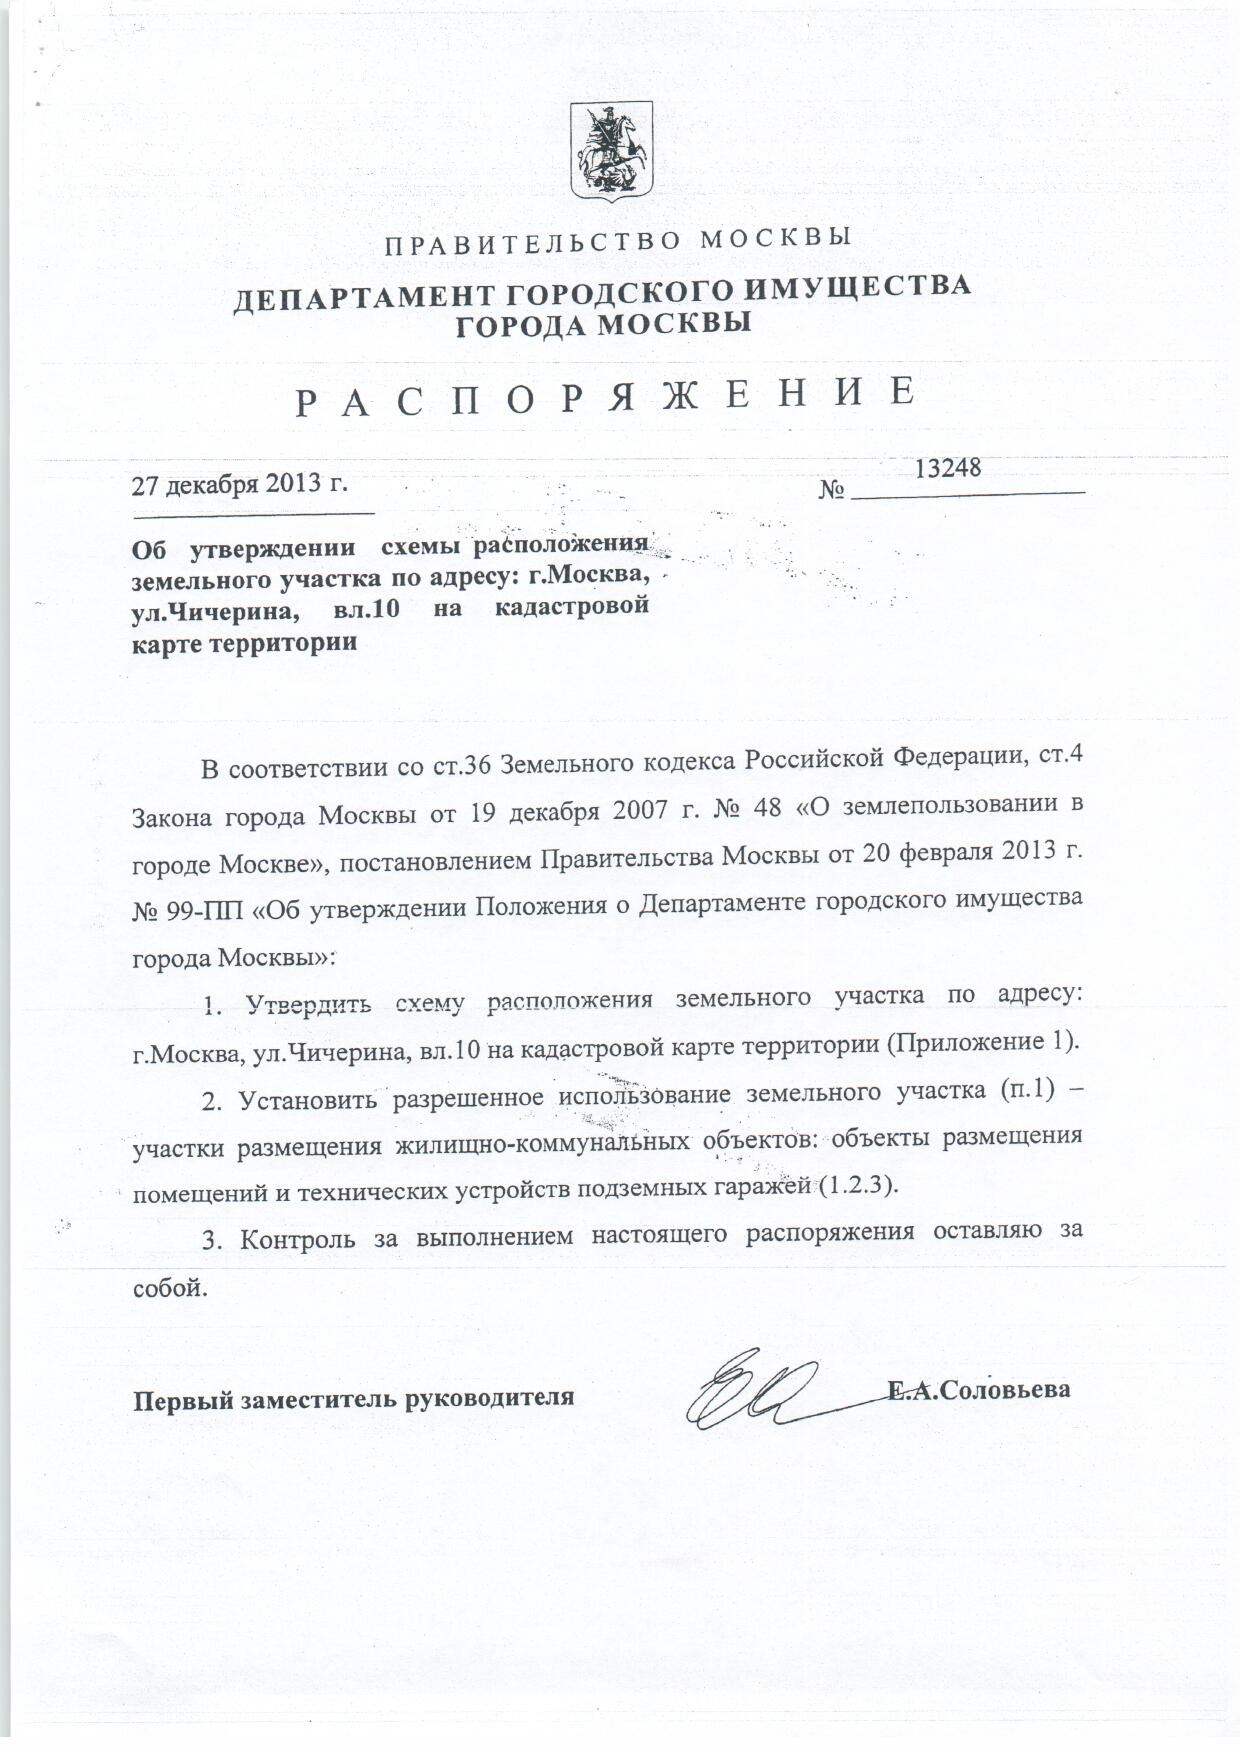 ПРАВИТЕЛЬСТВО МОСКВЫ
ДЕПАРТАМЕНТ ГОРОДСКОГО ИМУЩЕСТВА
ГОРОДА МОСКВЫ
РАСПОРЯЖЕНИЕ
27 декабря 2013 г.
№ 13248
Об утверждении схемы расположения
земельного участка по адресу: г.Москва,
ул.Чичерина, вл.10 на кадастровой
карте территории
В соответствии со ст.36 Земельного кодекса Российской Федерации, ст.4
Закона города Москвы от 19 декабря 2007 г. № 48 «О землепользовании в
городе Москве», постановлением Правительства Москвы от 20 февраля 2013 г.
№ 99-ПП «Об утверждении Положения о Департаменте городского имущества
города Москвы»:
1. Утвердить схему расположения земельного участка по адресу:
г.Москва, ул.Чичерина, вл.10 на кадастровой карте территории (Приложение 1).
2. Установить разрешенное использование земельного участка (п.1) –
участки размещения жилищно-коммунальных объектов: объекты размещения
помещений и технических устройств подземных гаражей (1.2.3).
3. Контроль за выполнением настоящего распоряжения оставляю за
собой.
Первый заместитель руководителя
Е.А.Соловьева